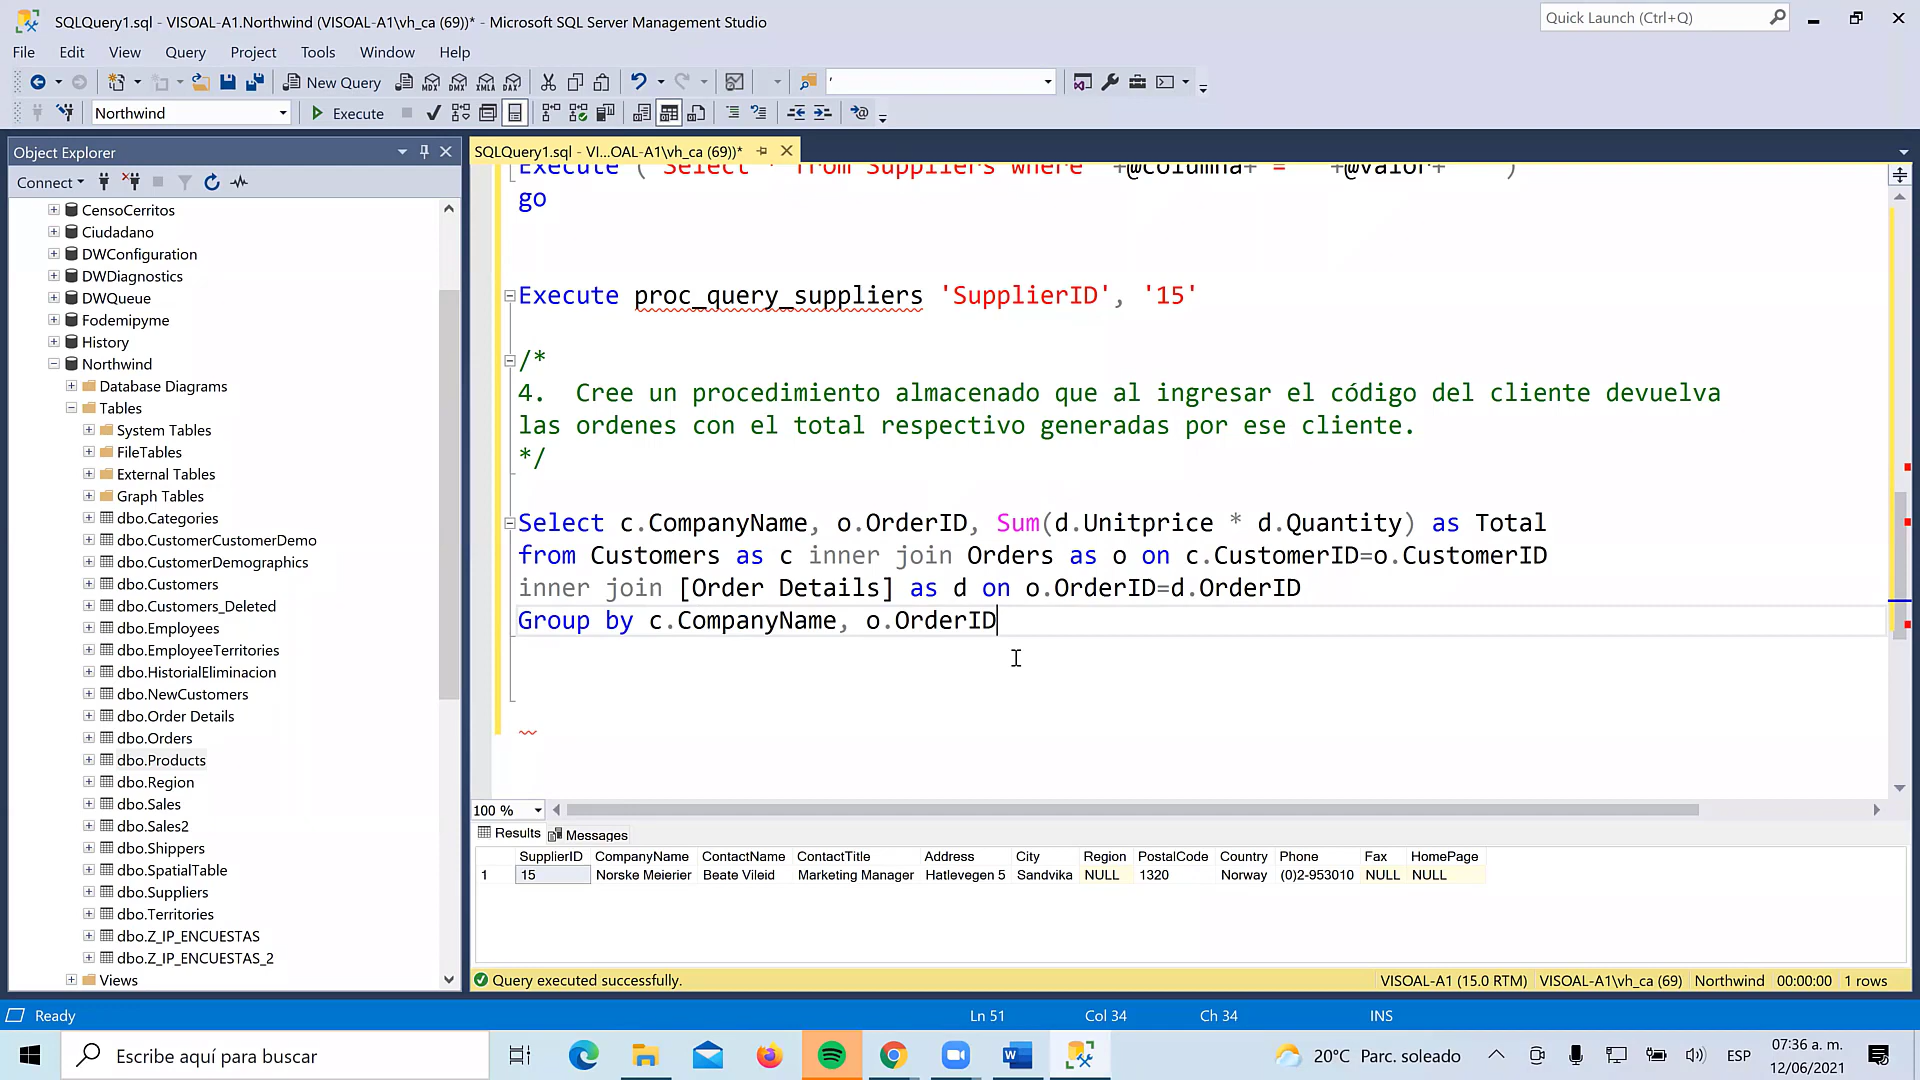 SQLQuery1.sql - VISOAL-A1.Northwind (VISOAL-A1\vh_ca (69))* - Microsoft SQL Server Management Studio
Quick Launch (Ctrl+Q)
File Edit View Query Project Tools Window Help
New Query
MDX DMX XMLA DAX
'
Northwind
Execute
Object Explorer
SQLQuery1.sql - VI...OAL-A1\vh_ca (69))*
Connect
CensoCerritos
Ciudadano
DWConfiguration
DWDiagnostics
DWQueue
Fodemipyme
History
Northwind
Database Diagrams
Tables
System Tables
FileTables
External Tables
Graph Tables
dbo.Categories
dbo.CustomerCustomerDemo
dbo.CustomerDemographics
dbo.Customers
dbo.Customers_Deleted
dbo.Employees
dbo.EmployeeTerritories
dbo.HistorialEliminacion
dbo.NewCustomers
dbo.Order Details
dbo.Orders
dbo.Products
dbo.Region
dbo.Sales
dbo.Sales2
dbo.Shippers
dbo.SpatialTable
dbo.Suppliers
dbo.Territories
dbo.Z_IP_ENCUESTAS
dbo.Z_IP_ENCUESTAS_2
Views
Execute ( Select * from Suppliers where +@columna+ = +@valor+ )
go
Execute proc_query_suppliers 'SupplierID', '15'
/*
4. Cree un procedimiento almacenado que al ingresar el código del cliente devuelva
las ordenes con el total respectivo generadas por ese cliente.
*/
Select c.CompanyName, o.OrderID, Sum(d.Unitprice * d.Quantity) as Total
from Customers as c inner join Orders as o on c.CustomerID=o.CustomerID
inner join [Order Details] as d on o.OrderID=d.OrderID
Group by c.CompanyName, o.OrderID
100 %
Results Messages
SupplierID CompanyName ContactName ContactTitle Address City Region PostalCode Country Phone Fax HomePage
1 15 Norske Meierier Beate Vileid Marketing Manager Hatlevegen 5 Sandvika NULL 1320 Norway (0)2-953010 NULL NULL
Query executed successfully. VISOAL-A1 (15.0 RTM) VISOAL-A1\vh_ca (69) Northwind 00:00:00 1 rows
Ready Ln 51 Col 34 Ch 34 INS
Escribe aquí para buscar
20°C Parc. soleado
ESP
07:36 a. m.
12/06/2021